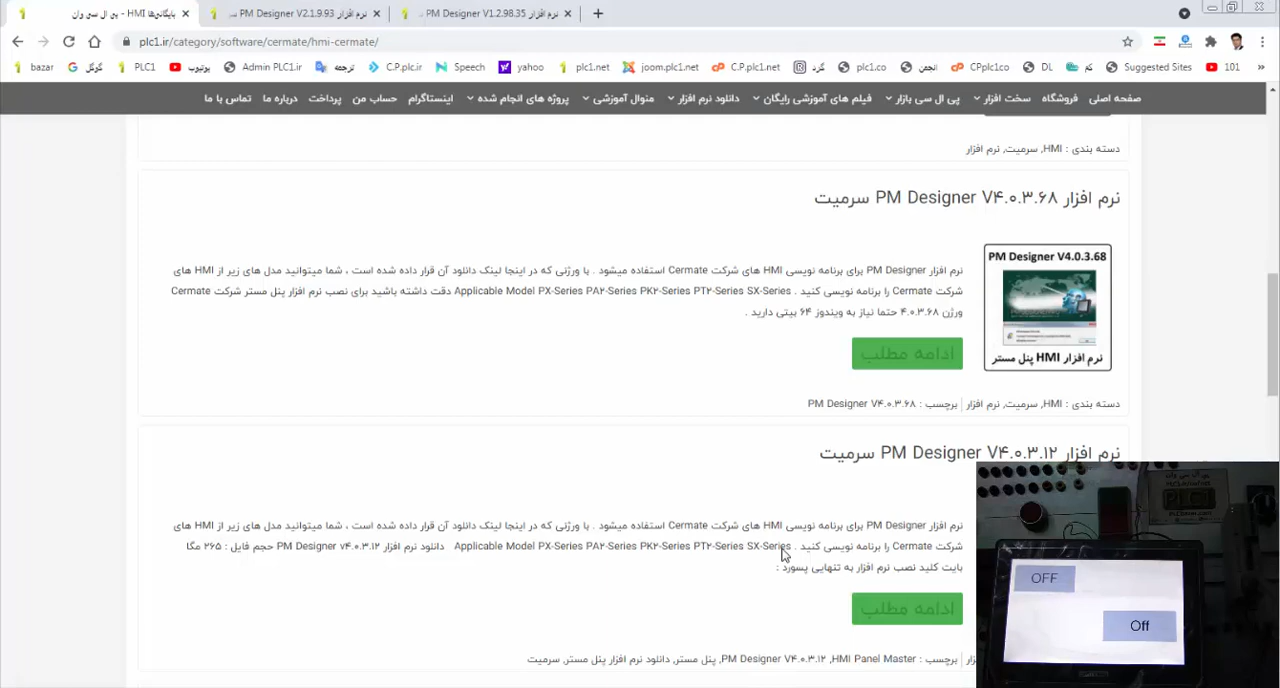 بایگانی‌ها HMI - پی ال سی وان
نرم افزار PM Designer V2.1.9.93
نرم افزار PM Designer V1.2.98.35
plc1.ir/category/software/cermate/hmi-cermate/
bazar گوگل PLC1 یوتیوب Admin PLC1.ir ترجمه C.P.plc.ir Speech yahoo plc1.net joom.plc1.net C.P.plc1.net گرد plc1.co انجمن CPplc1co DL کم Suggested Sites 101 »
صفحه اصلی فروشگاه سخت افزار پی ال سی بازار فیلم های آموزشی رایگان دانلود نرم افزار منوال آموزشی پروژه های انجام شده اینستاگرام حساب من پرداخت درباره ما تماس با ما
دسته بندی : HMI, سرمیت, نرم افزار
نرم افزار PM Designer V۴.۰.۳.۶۸ سرمیت
PM Designer V4.0.3.68
نرم افزار HMI پنل مستر
نرم افزار PM Designer برای برنامه نویسی HMI های شرکت Cermate استفاده میشود . با ورژنی که در اینجا لینک دانلود آن قرار داده شده است ، شما میتوانید مدل های زیر از HMI های
شرکت Cermate را برنامه نویسی کنید . Applicable Model PX-Series PA۲-Series PK۲-Series PT۲-Series SX-Series دقت داشته باشید برای نصب نرم افزار پنل مستر شرکت Cermate
ورژن ۴.۰.۳.۶۸ حتما نیاز به ویندوز ۶۴ بیتی دارید .
ادامه مطلب
دسته بندی : HMI, سرمیت, نرم افزار | برچسب : PM Designer V۴.۰.۳.۶۸
نرم افزار PM Designer V۴.۰.۳.۱۲ سرمیت
نرم افزار PM Designer برای برنامه نویسی HMI های شرکت Cermate استفاده میشود . با ورژنی که در اینجا لینک دانلود آن قرار داده شده است ، شما میتوانید مدل های زیر از HMI های
شرکت Cermate را برنامه نویسی کنید . Applicable Model PX-Series PA۲-Series PK۲-Series PT۲-Series SX-Series دانلود نرم افزار PM Designer v۴.۰.۳.۱۲ حجم فایل : ۲۶۵ مگا
بایت کلید نصب نرم افزار به تنهایی پسورد :
ادامه مطلب
برچسب : PM Designer V۴.۰.۳.۱۲, HMI Panel Master, پنل مستر, دانلود نرم افزار پنل مستر, سرمیت
پی ال سی وان
PLC1
OFF
Off